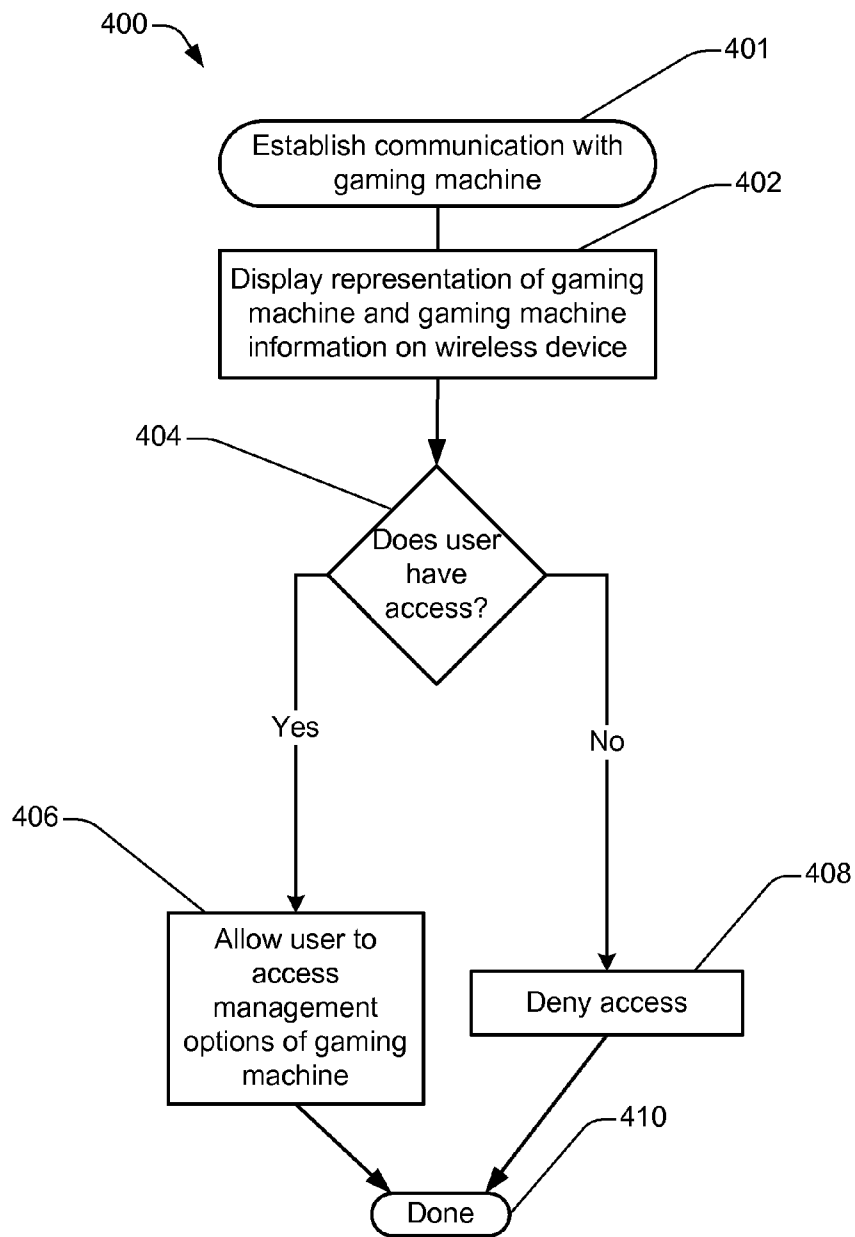 400
401
Establish communication with
gaming machine
402
Display representation of gaming
machine and gaming machine
information on wireless device
404
Does user
have
access?
Yes
No
406
408
Allow user to
access
management
options of gaming
machine
Deny access
410
Done